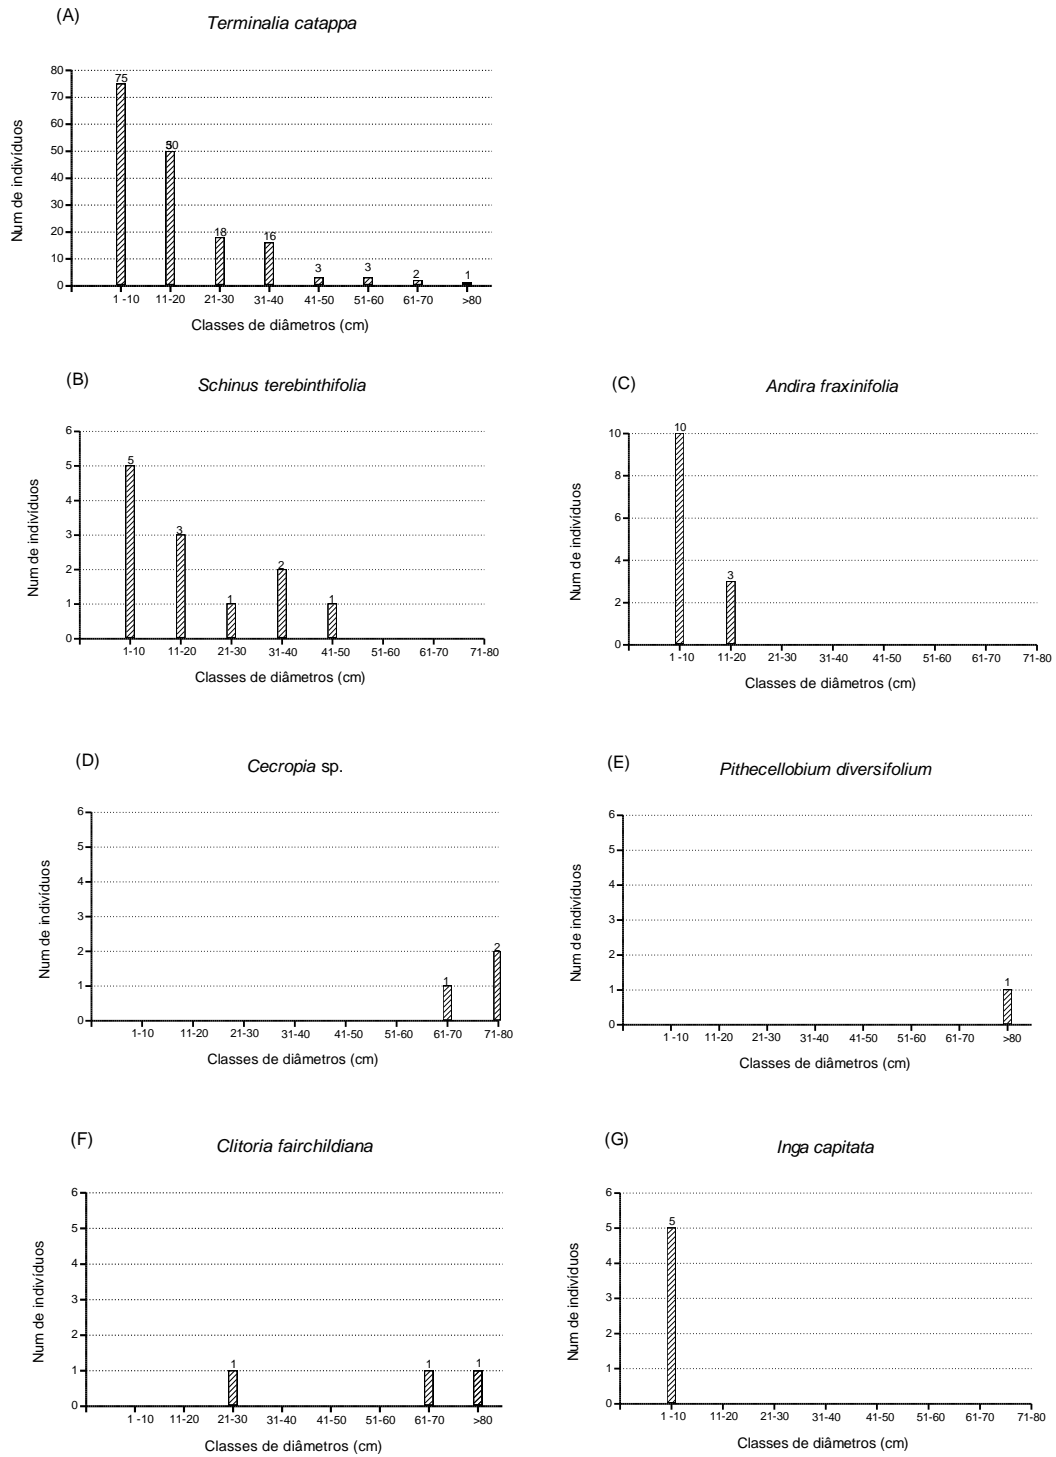 (A)
Terminalia catappa
80
70
60
50
40
30
20
10
0
75
50
18
16
3
3
2
1
Num de indivíduos
1 -10 11-20 21-30 31-40 41-50 51-60 61-70 >80
Classes de diâmetros (cm)
(B)
Schinus terebinthifolia
6
5
4
3
2
1
0
5
3
1
2
1
Num de indivíduos
1-10 11-20 21-30 31-40 41-50 51-60 61-70 71-80
Classes de diâmetros (cm)
(C)
Andira fraxinifolia
10
8
6
4
2
0
10
3
Num de indivíduos
1 -10 11-20 21-30 31-40 41-50 51-60 61-70 71-80
Classes de diâmetros (cm)
(D)
Cecropia sp.
6
5
4
3
2
1
0
1
2
Num de indivíduos
1-10 11-20 21-30 31-40 41-50 51-60 61-70 71-80
Classes de diâmetros (cm)
(E)
Pithecellobium diversifolium
6
5
4
3
2
1
0
1
Num de indivíduos
1 -10 11-20 21-30 31-40 41-50 51-60 61-70 >80
Classes de diâmetros (cm)
(F)
Clitoria fairchildiana
6
5
4
3
2
1
0
1
1
1
Num de indivíduos
1 -10 11-20 21-30 31-40 41-50 51-60 61-70 >80
Classes de diâmetros (cm)
(G)
Inga capitata
6
5
4
3
2
1
0
5
Num de indivíduos
1 -10 11-20 21-30 31-40 41-50 51-60 61-70 71-80
Classes de diâmetros (cm)